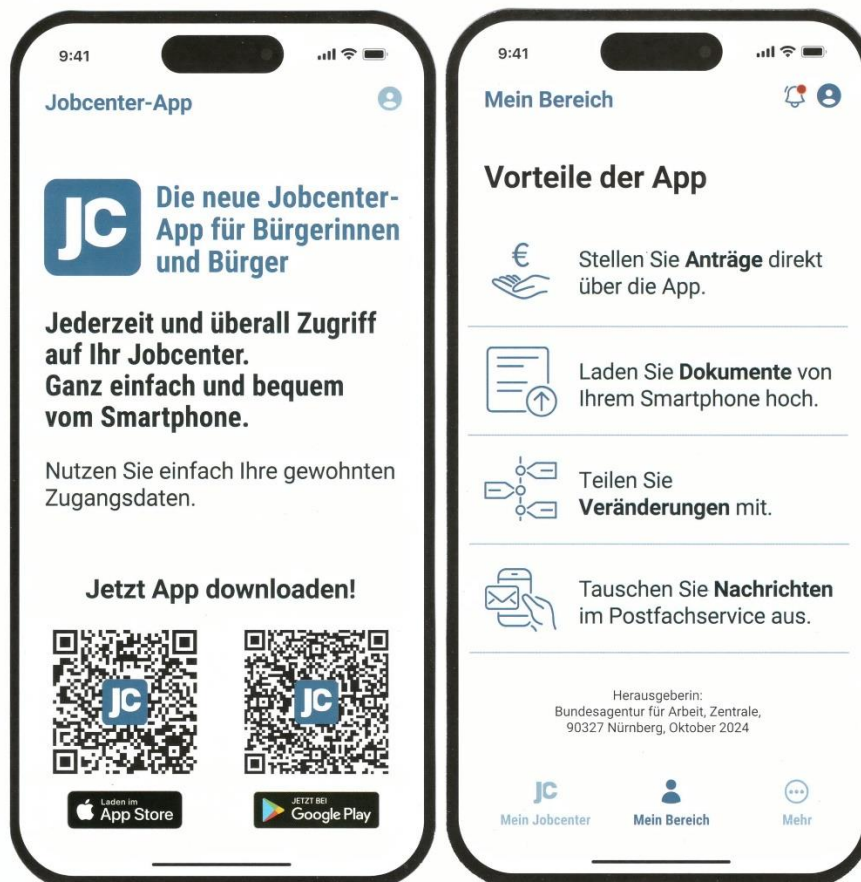 9:41
Jobcenter-App
JC
Die neue Jobcenter-
App für Bürgerinnen
und Bürger
Jederzeit und überall Zugriff
auf Ihr Jobcenter.
Ganz einfach und bequem
vom Smartphone.
Nutzen Sie einfach Ihre gewohnten
Zugangsdaten.
Jetzt App downloaden!
JC
JC
Laden im
App Store
JETZT BEI
Google Play
9:41
Mein Bereich
Vorteile der App
€
Stellen Sie Anträge direkt
über die App.
Laden Sie Dokumente von
Ihrem Smartphone hoch.
Teilen Sie
Veränderungen mit.
Tauschen Sie Nachrichten
im Postfachservice aus.
Herausgeberin:
Bundesagentur für Arbeit, Zentrale,
90327 Nürnberg, Oktober 2024
JC
Mein Jobcenter
Mein Bereich
Mehr